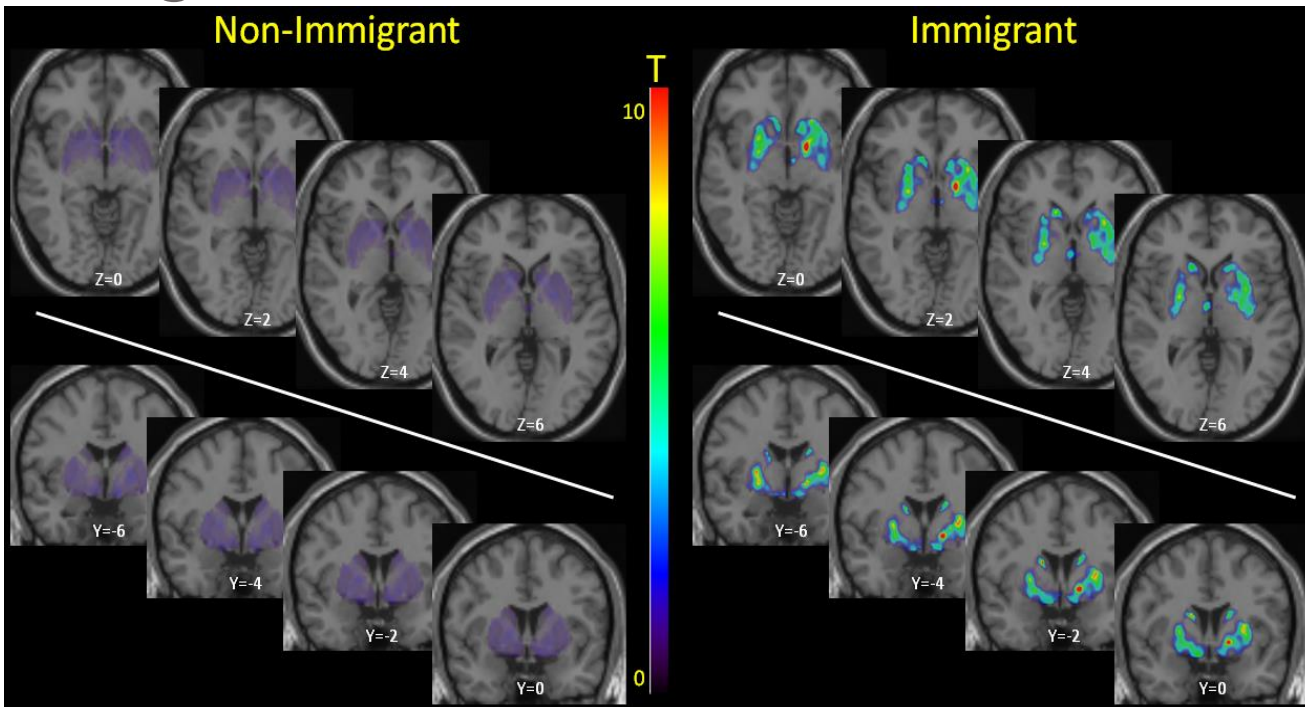 Non-Immigrant
Immigrant
T
10
0
Z=0
Z=2
Z=4
Z=6
Y=-6
Y=-4
Y=-2
Y=0
Z=0
Z=2
Z=4
Z=6
Y=-6
Y=-4
Y=-2
Y=0